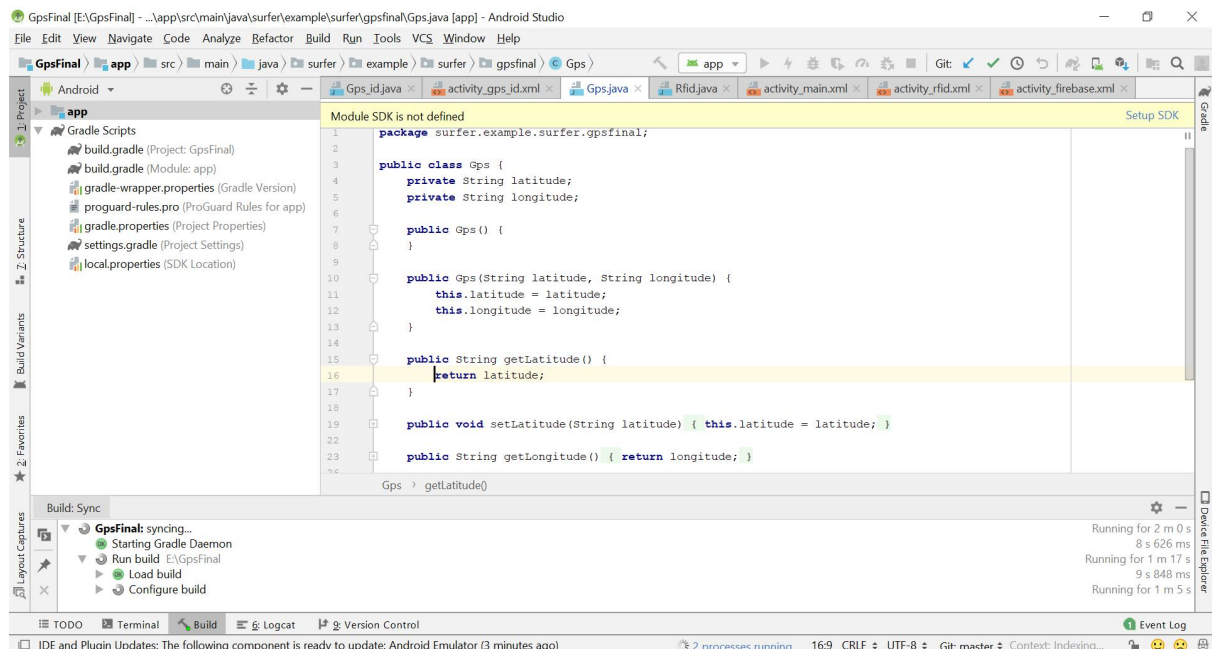 GpsFinal [E:\GpsFinal] - ...\app\src\main\java\surfer\example\surfer\gpsfinal\Gps.java [app] - Android Studio
File Edit View Navigate Code Analyze Refactor Build Run Tools VCS Window Help
GpsFinal app src main java surfer example surfer gpsfinal Gps app Git:
Android Gps_id.java activity_gps_id.xml Gps.java Rfid.java activity_main.xml activity_rfid.xml activity_firebase.xml
1: Project
Z: Structure
Build Variants
2: Favorites
Layout Captures
app
Gradle Scripts
build.gradle (Project: GpsFinal)
build.gradle (Module: app)
gradle-wrapper.properties (Gradle Version)
proguard-rules.pro (ProGuard Rules for app)
gradle.properties (Project Properties)
settings.gradle (Project Settings)
local.properties (SDK Location)
Module SDK is not defined Setup SDK
1 package surfer.example.surfer.gpsfinal;
2
3 public class Gps {
4 private String latitude;
5 private String longitude;
6
7 public Gps() {
8 }
9
10 public Gps(String latitude, String longitude) {
11 this.latitude = latitude;
12 this.longitude = longitude;
13 }
14
15 public String getLatitude() {
16 return latitude;
17 }
18
19 public void setLatitude(String latitude) { this.latitude = latitude; }
22
23 public String getLongitude() { return longitude; }
Gps getLatitude()
Gradle
Device File Explorer
Build: Sync
GpsFinal: syncing... Running for 2 m 0 s
Starting Gradle Daemon 8 s 626 ms
Run build E:\GpsFinal Running for 1 m 17 s
Load build 9 s 848 ms
Configure build Running for 1 m 5 s
TODO Terminal Build 6: Logcat 9: Version Control 1 Event Log
IDE and Plugin Updates: The following component is ready to update: Android Emulator (3 minutes ago) 2 processes running 16:9 CRLF UTF-8 Git: master Context: Indexing...